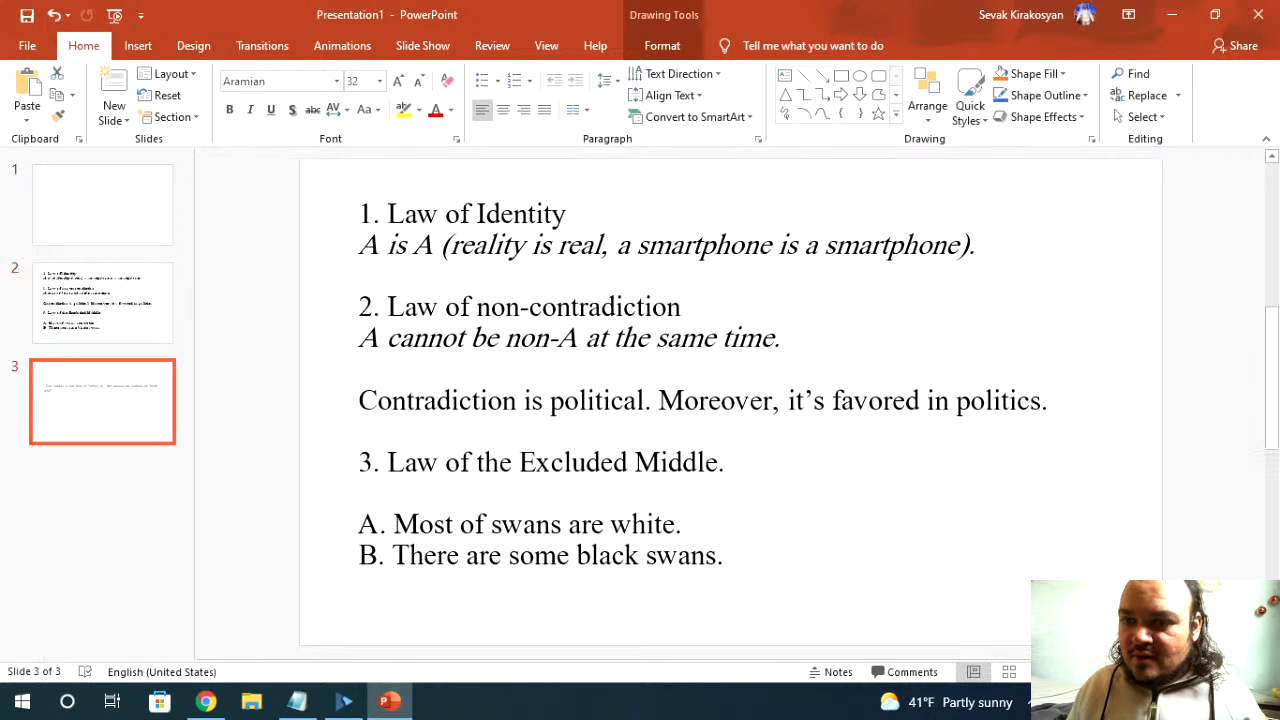 Presentation1 - PowerPoint
Drawing Tools
Sevak Kirakosyan
File Home Insert Design Transitions Animations Slide Show Review View Help Format Tell me what you want to do Share
Paste
New Slide
Layout
Reset
Section
Aramian 32
Text Direction
Align Text
Convert to SmartArt
Arrange
Quick Styles
Shape Fill
Shape Outline
Shape Effects
Find
Replace
Select
Clipboard Slides Font Paragraph Drawing Editing
1
2
3
1. Law of Identity
A is A (reality is real, a smartphone is a smartphone).
2. Law of non-contradiction
A cannot be non-A at the same time.
Contradiction is political. Moreover, it’s favored in politics.
3. Law of the Excluded Middle.
A. Most of swans are white.
B. There are some black swans.
Slide 3 of 3 English (United States) Notes Comments
41°F Partly sunny